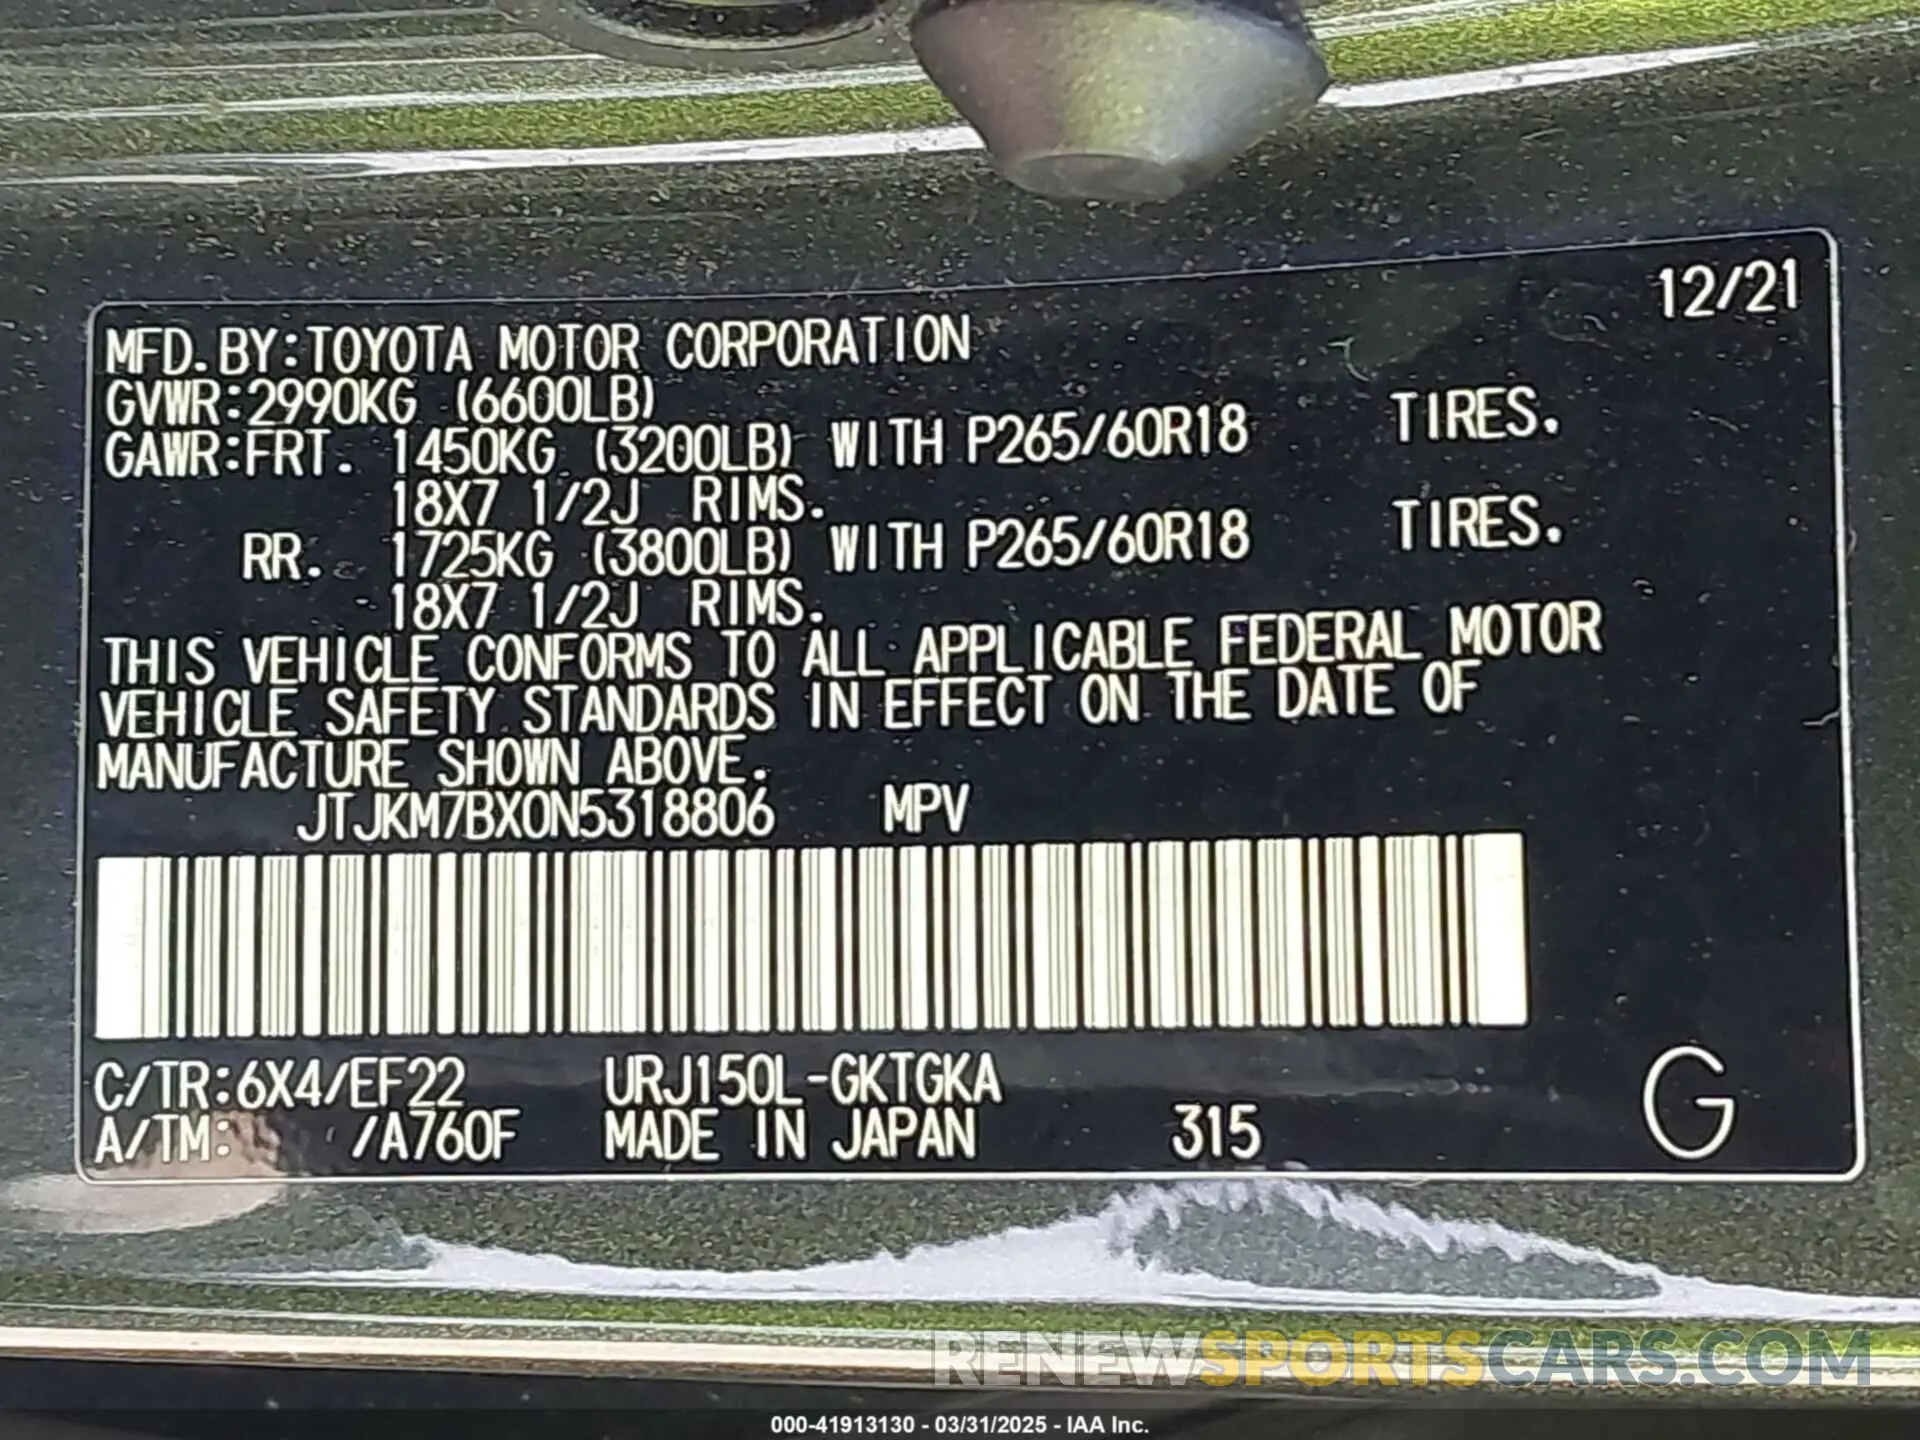 12/21
MFD.BY:TOYOTA MOTOR CORPORATION
GVWR:2990KG (6600LB)
GAWR:FRT. 1450KG (3200LB) WITH P265/60R18 TIRES.
18X7 1/2J RIMS.
RR. 1725KG (3800LB) WITH P265/60R18 TIRES.
18X7 1/2J RIMS.
THIS VEHICLE CONFORMS TO ALL APPLICABLE FEDERAL MOTOR
VEHICLE SAFETY STANDARDS IN EFFECT ON THE DATE OF
MANUFACTURE SHOWN ABOVE.
JTJKM7BX0N5318806 MPV
C/TR:6X4/EF22 URJ150L-GKTGKA
A/TM: /A760F MADE IN JAPAN 315 G
RENEWSPORTSCARS.COM
000-41913130 - 03/31/2025 - IAA Inc.